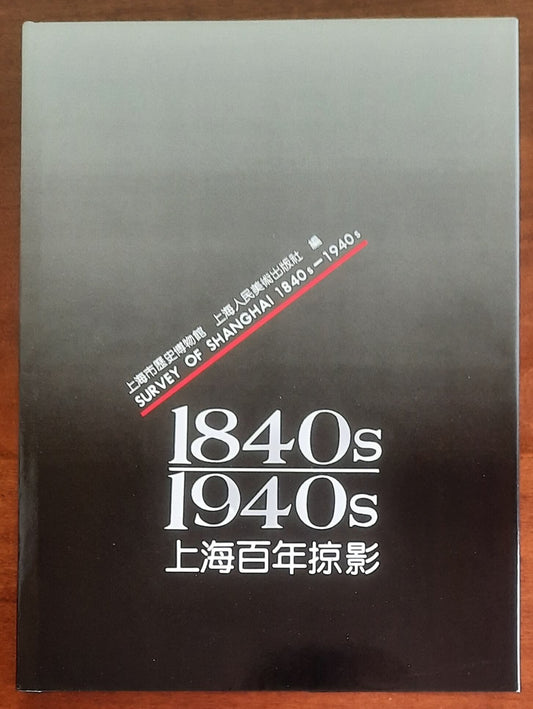 上海市歷史博物館 上海人民美術出版社 編
SURVEY OF SHANGHAI 1840s—1940s
1840s
1940s
上海百年掠影